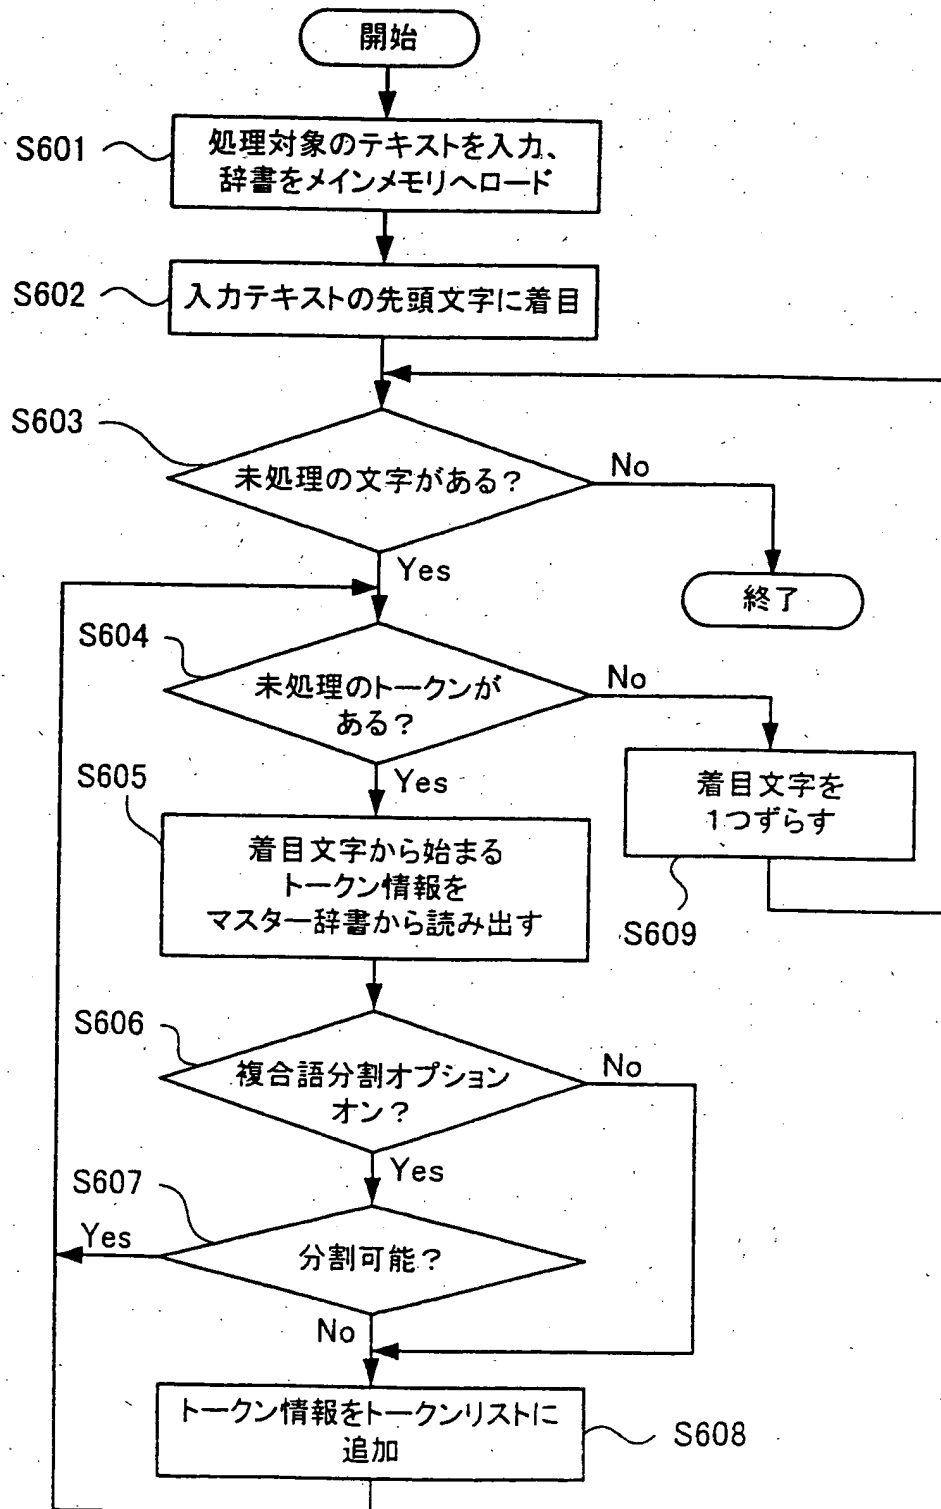 開始
S601
処理対象のテキストを入力、
辞書をメインメモリへロード
S602
入力テキストの先頭文字に着目
S603
未処理の文字がある？
No
Yes
終了
S604
未処理のトークンが
ある？
No
Yes
着目文字を
1つずらす
S609
S605
着目文字から始まる
トークン情報を
マスター辞書から読み出す
S606
複合語分割オプション
オン？
No
Yes
S607
Yes
分割可能？
No
トークン情報をトークンリストに
追加
S608